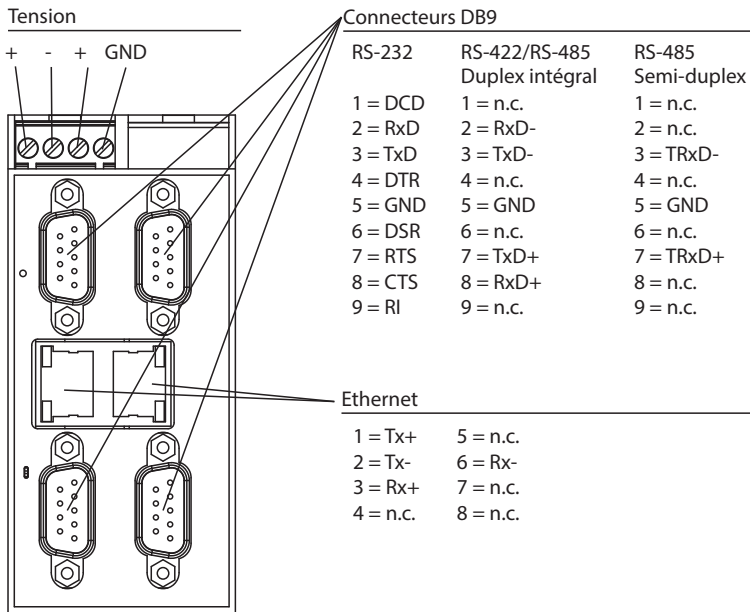 Tension
+ - + GND
Connecteurs DB9
RS-232 RS-422/RS-485 RS-485
Duplex intégral Semi-duplex
1 = DCD 1 = n.c. 1 = n.c.
2 = RxD 2 = RxD- 2 = n.c.
3 = TxD 3 = TxD- 3 = TRxD-
4 = DTR 4 = n.c. 4 = n.c.
5 = GND 5 = GND 5 = GND
6 = DSR 6 = n.c. 6 = n.c.
7 = RTS 7 = TxD+ 7 = TRxD+
8 = CTS 8 = RxD+ 8 = n.c.
9 = RI 9 = n.c. 9 = n.c.
Ethernet
1 = Tx+ 5 = n.c.
2 = Tx- 6 = Rx-
3 = Rx+ 7 = n.c.
4 = n.c. 8 = n.c.